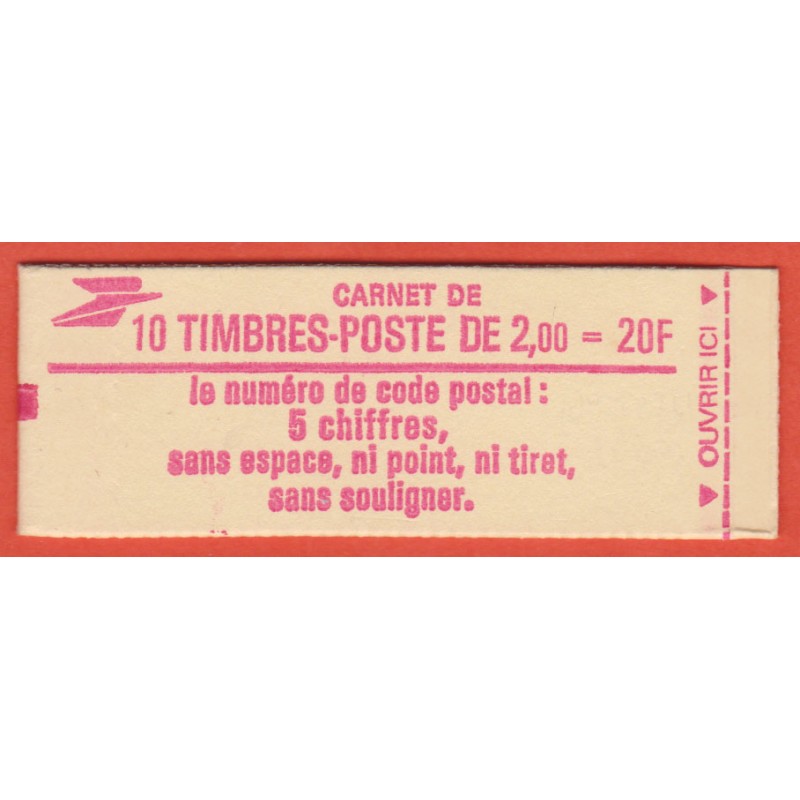 CARNET DE
10 TIMBRES-POSTE DE 2,00 = 20F
le numéro de code postal :
5 chiffres,
sans espace, ni point, ni tiret,
sans souligner.
OUVRIR ICI